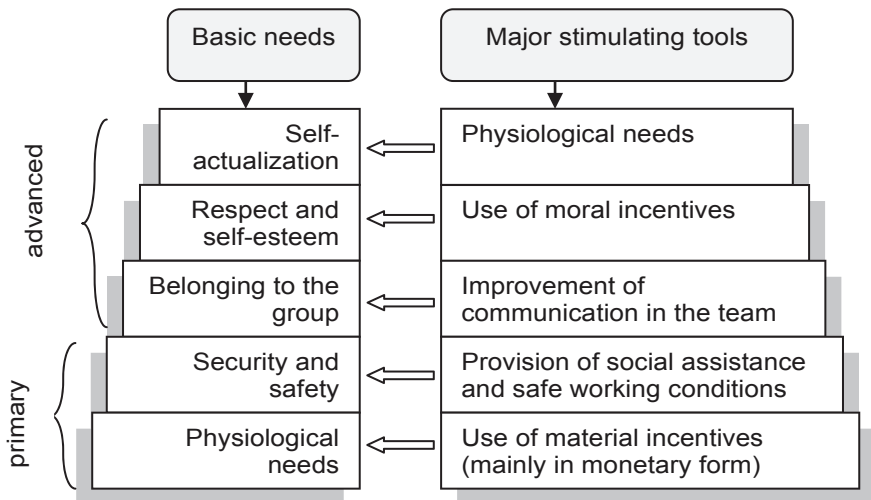 Basic needs
Major stimulating tools
advanced
Self-
actualization
Physiological needs
Respect and
self-esteem
Use of moral incentives
Belonging to the
group
Improvement of
communication in the team
primary
Security and
safety
Provision of social assistance
and safe working conditions
Physiological
needs
Use of material incentives
(mainly in monetary form)